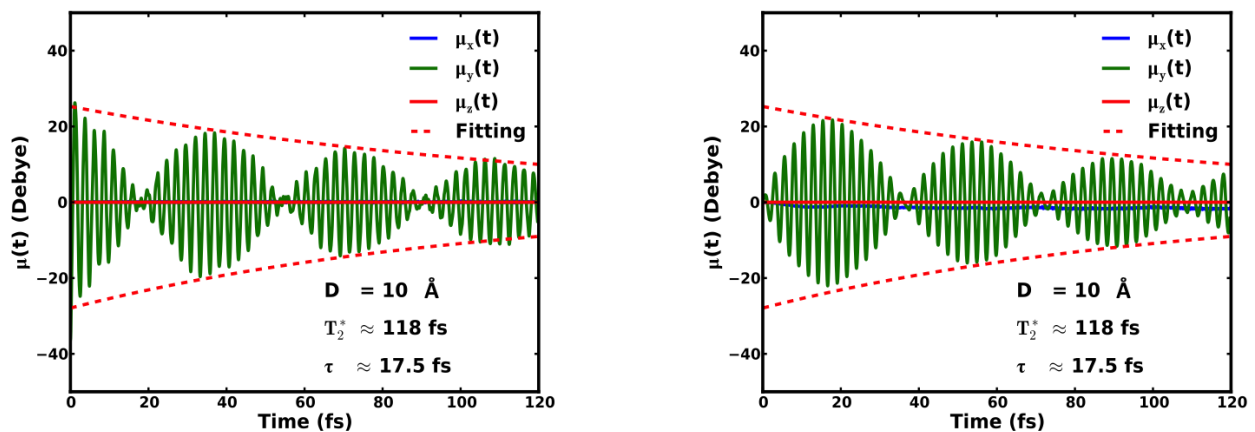 40
20
0
−20
−40
μ(t) (Debye)
μx(t)
μy(t)
μz(t)
Fitting
D = 10 Å
T2* ≈ 118 fs
τ ≈ 17.5 fs
0 20 40 60 80 100 120
Time (fs)
40
20
0
−20
−40
μ(t) (Debye)
μx(t)
μy(t)
μz(t)
Fitting
D = 10 Å
T2* ≈ 118 fs
τ ≈ 17.5 fs
0 20 40 60 80 100 120
Time (fs)